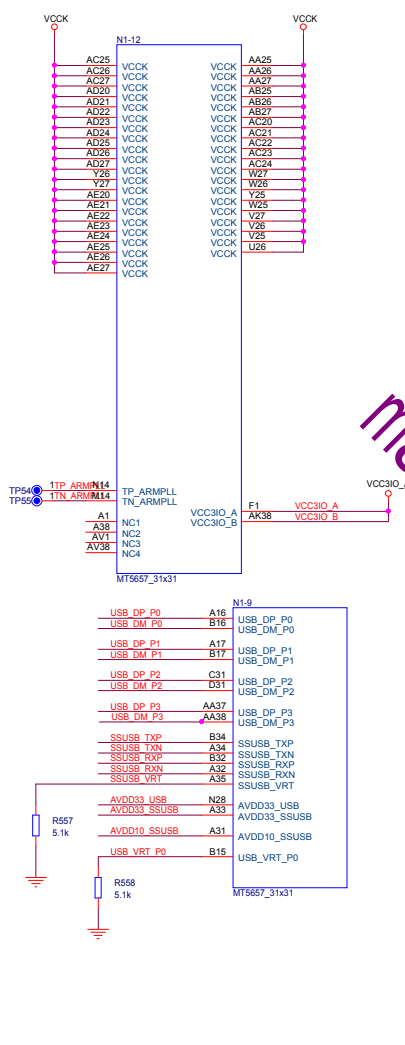 VCCK VCCK
N1-12
AC25 VCCK VCCK AA25
AC26 VCCK VCCK AA26
AC27 VCCK VCCK AA27
AD20 VCCK VCCK AB25
AD21 VCCK VCCK AB26
AD22 VCCK VCCK AB27
AD23 VCCK VCCK AC20
AD24 VCCK VCCK AC21
AD25 VCCK VCCK AC22
AD26 VCCK VCCK AC23
AD27 VCCK VCCK AC24
Y26 VCCK VCCK W27
Y27 VCCK VCCK W26
AE20 VCCK VCCK Y25
AE21 VCCK VCCK W25
AE22 VCCK VCCK V27
AE23 VCCK VCCK V26
AE24 VCCK VCCK V25
AE25 VCCK VCCK U26
AE26 VCCK
AE27 VCCK
VCC3IO_A
TP54 1 TP_ARMPLL N14 TP_ARMPLL
TP55 1 TN_ARMPLL M14 TN_ARMPLL
VCC3IO_A F1 VCC3IO_A
VCC3IO_B AK38 VCC3IO_B
A1 NC1
A38 NC2
AV1 NC3
AV38 NC4
MT5657_31x31
N1-9
USB_DP_P0 A16 USB_DP_P0
USB_DM_P0 B16 USB_DM_P0
USB_DP_P1 A17 USB_DP_P1
USB_DM_P1 B17 USB_DM_P1
USB_DP_P2 C31 USB_DP_P2
USB_DM_P2 D31 USB_DM_P2
USB_DP_P3 AA37 USB_DP_P3
USB_DM_P3 AA38 USB_DM_P3
SSUSB_TXP B34 SSUSB_TXP
SSUSB_TXN A34 SSUSB_TXN
SSUSB_RXP B32 SSUSB_RXP
SSUSB_RXN A32 SSUSB_RXN
SSUSB_VRT A35 SSUSB_VRT
AVDD33_USB N28 AVDD33_USB
AVDD33_SSUSB A33 AVDD33_SSUSB
R557
5.1k
AVDD10_SSUSB A31 AVDD10_SSUSB
USB_VRT_P0 B15 USB_VRT_P0
R558
5.1k
MT5657_31x31